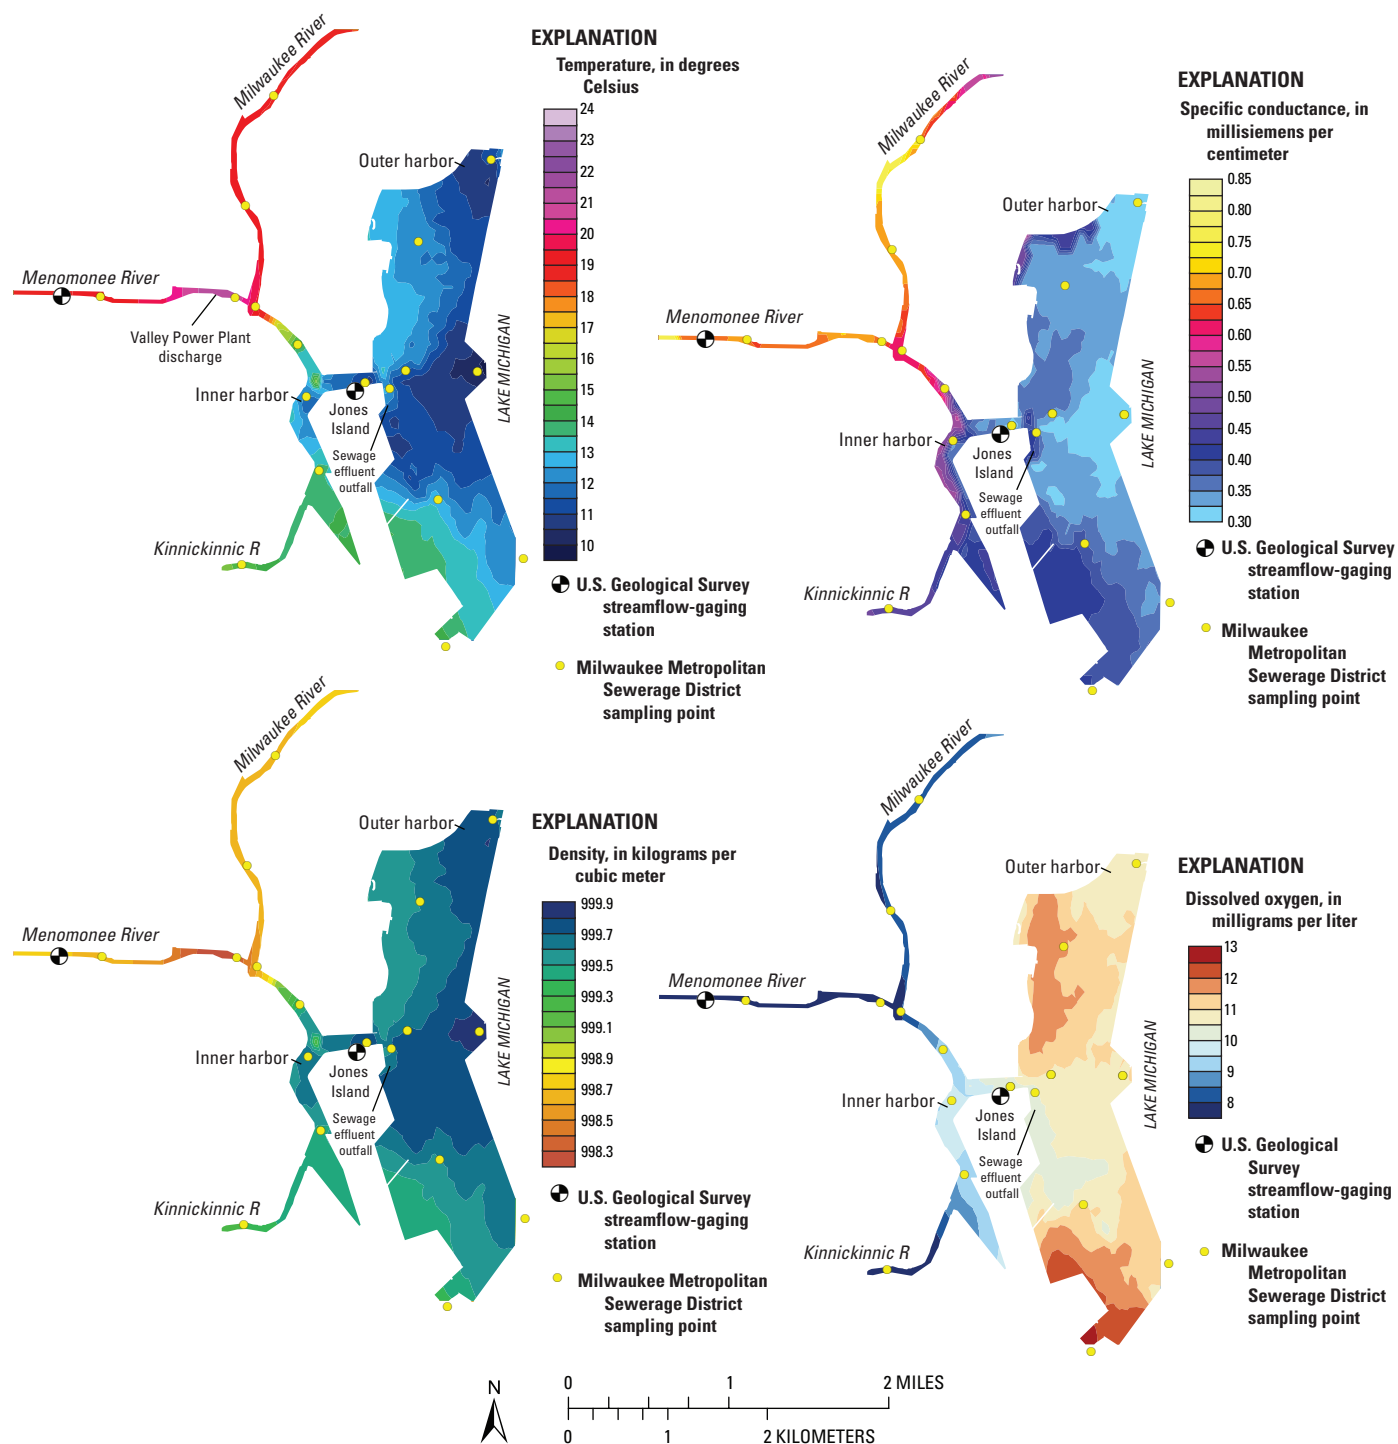 Milwaukee River
Outer harbor
Menomonee River
Valley Power Plant
discharge
Inner harbor
Jones
Island
Sewage
effluent
outfall
LAKE MICHIGAN
Kinnickinnic R
EXPLANATION
Temperature, in degrees
Celsius
24
23
22
21
20
19
18
17
16
15
14
13
12
11
10
U.S. Geological Survey
streamflow-gaging
station
Milwaukee Metropolitan
Sewerage District
sampling point
Milwaukee River
Outer harbor
Menomonee River
Inner harbor
Jones
Island
Sewage
effluent
outfall
LAKE MICHIGAN
Kinnickinnic R
EXPLANATION
Specific conductance, in
millisiemens per
centimeter
0.85
0.80
0.75
0.70
0.65
0.60
0.55
0.50
0.45
0.40
0.35
0.30
U.S. Geological Survey
streamflow-gaging
station
Milwaukee
Metropolitan
Sewerage District
sampling point
Milwaukee River
Outer harbor
Menomonee River
Inner harbor
Jones
Island
Sewage
effluent
outfall
LAKE MICHIGAN
Kinnickinnic R
EXPLANATION
Density, in kilograms per
cubic meter
999.9
999.7
999.5
999.3
999.1
998.9
998.7
998.5
998.3
U.S. Geological Survey
streamflow-gaging
station
Milwaukee Metropolitan
Sewerage District
sampling point
Milwaukee River
Outer harbor
Menomonee River
Inner harbor
Jones
Island
Sewage
effluent
outfall
LAKE MICHIGAN
Kinnickinnic R
EXPLANATION
Dissolved oxygen, in
milligrams per liter
13
12
11
10
9
8
U.S. Geological
Survey
streamflow-gaging
station
Milwaukee
Metropolitan
Sewerage District
sampling point
N
0 1 2 MILES
0 1 2 KILOMETERS